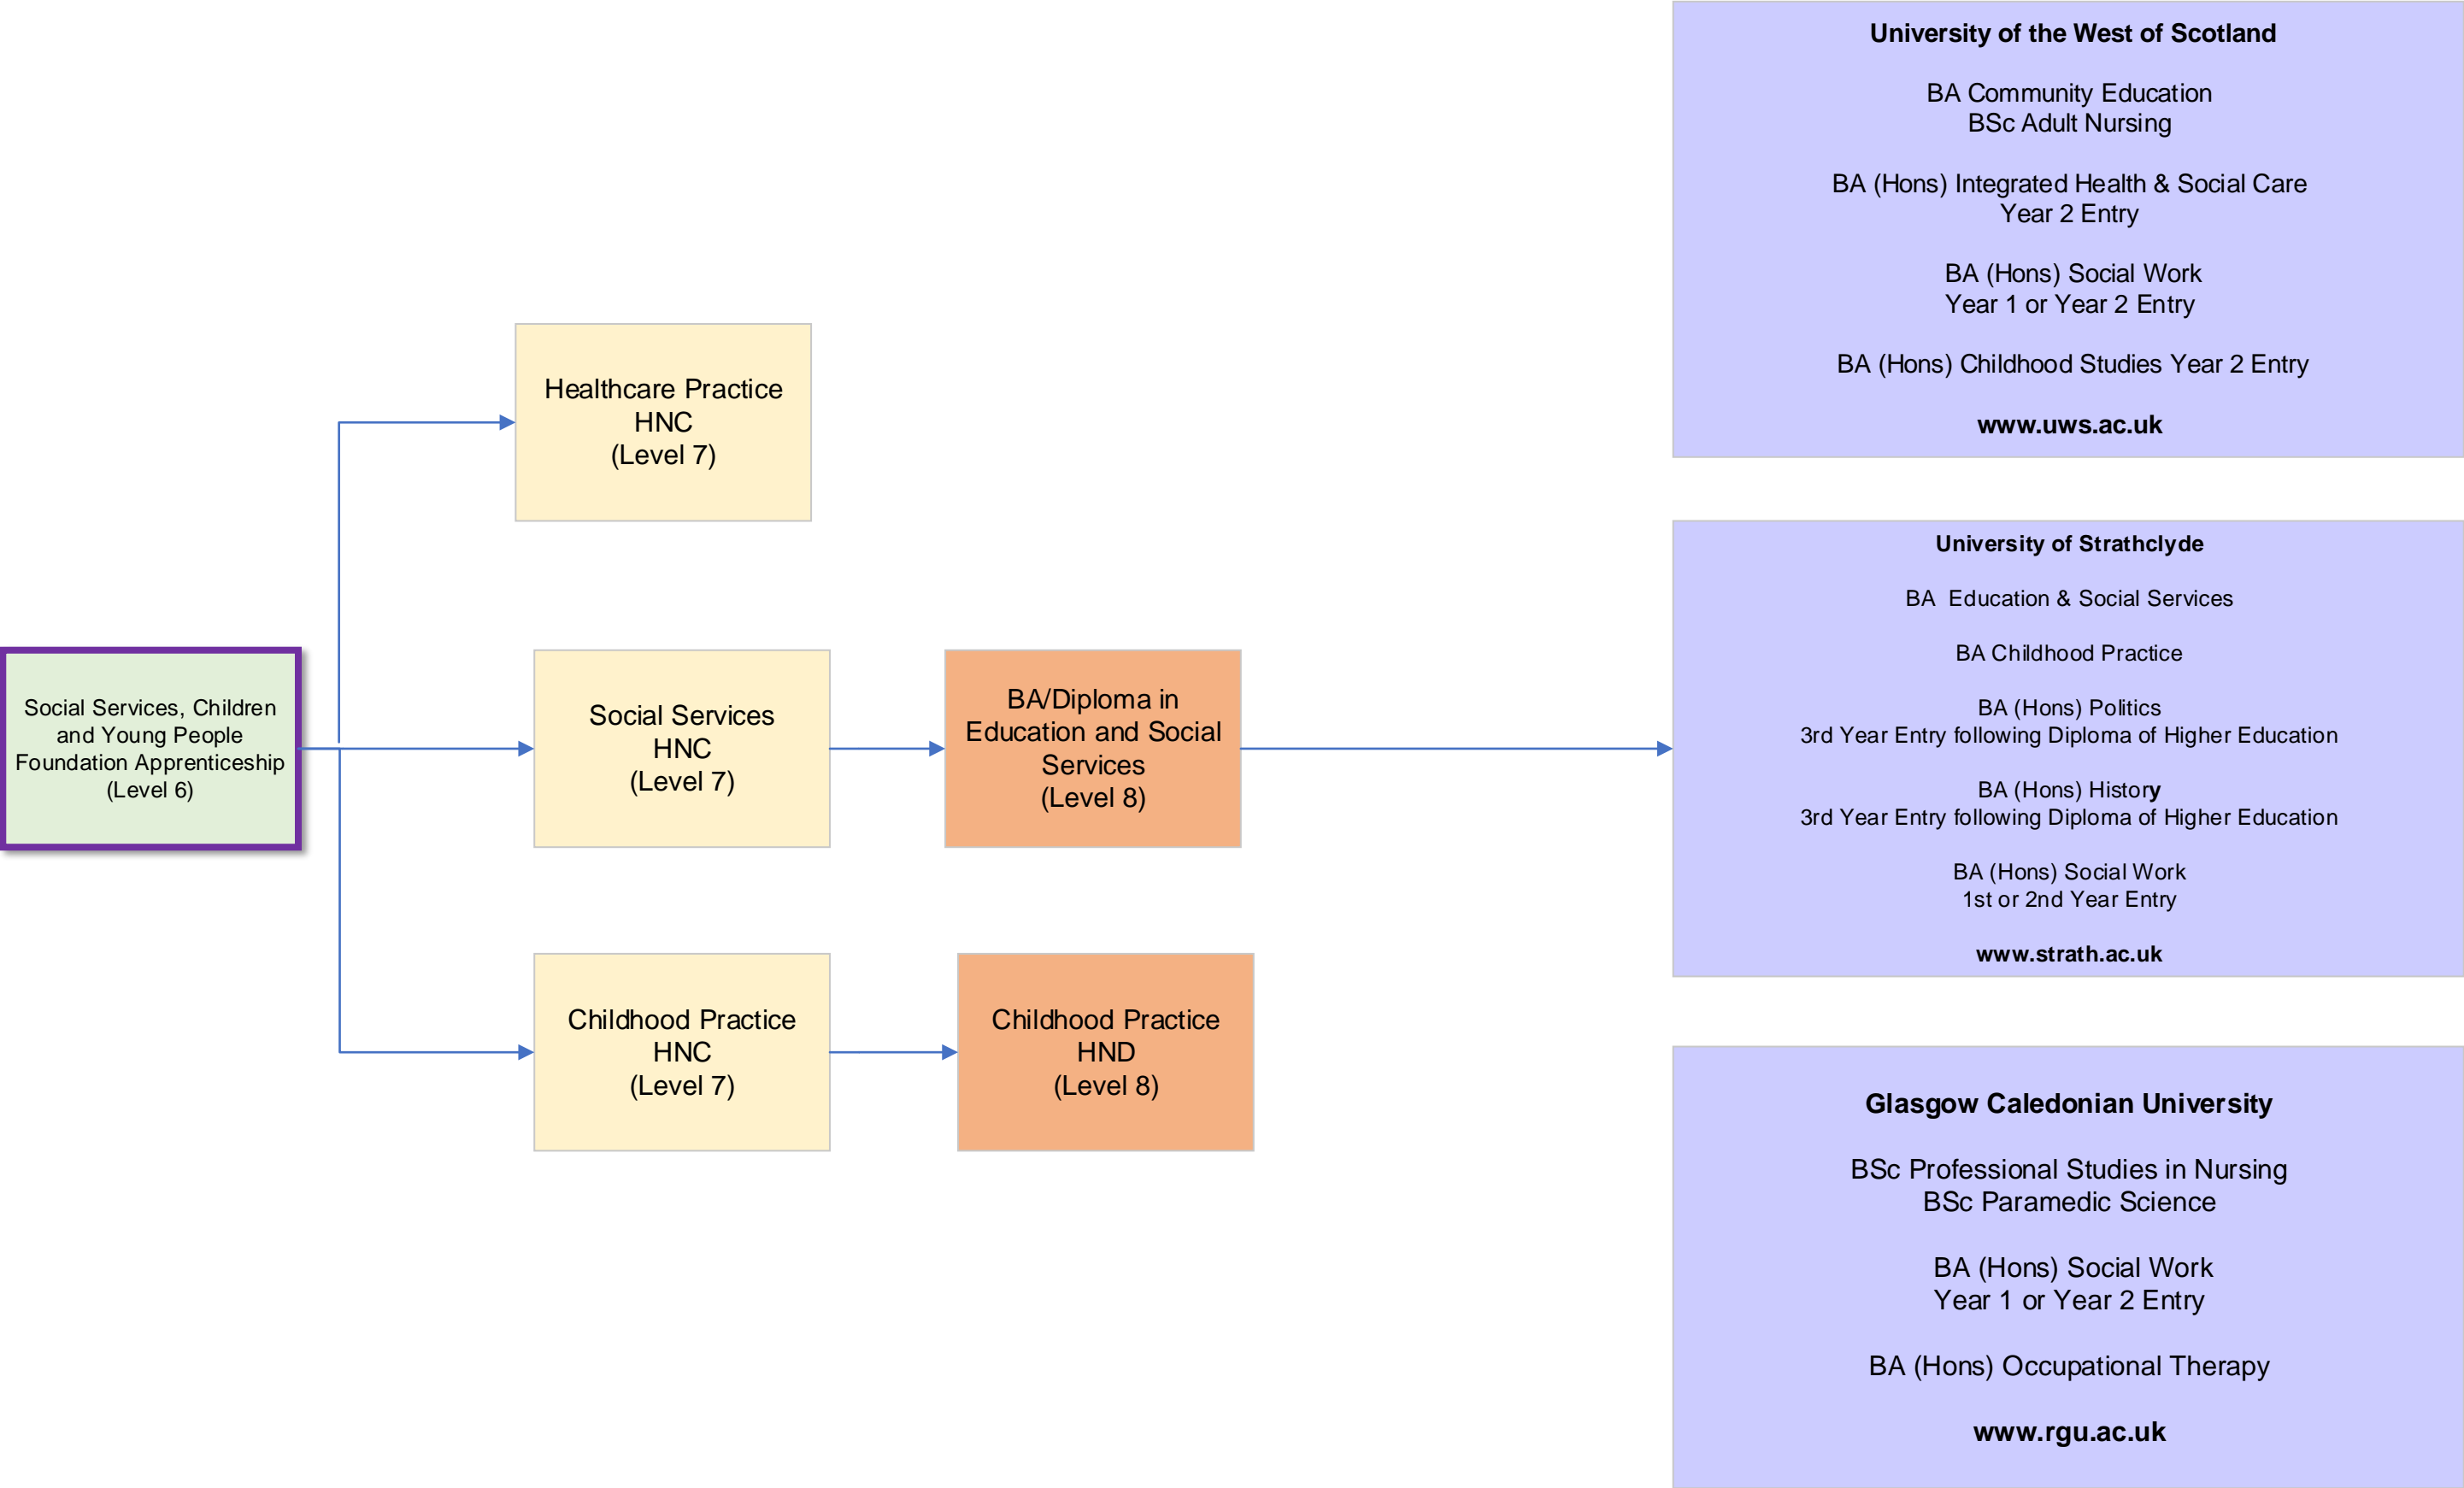 Social Services, Children
and Young People
Foundation Apprenticeship
(Level 6)
Healthcare Practice
HNC
(Level 7)
Social Services
HNC
(Level 7)
Childhood Practice
HNC
(Level 7)
BA/Diploma in
Education and Social
Services
(Level 8)
Childhood Practice
HND
(Level 8)
University of the West of Scotland
BA Community Education
BSc Adult Nursing
BA (Hons) Integrated Health & Social Care
Year 2 Entry
BA (Hons) Social Work
Year 1 or Year 2 Entry
BA (Hons) Childhood Studies Year 2 Entry
www.uws.ac.uk
University of Strathclyde
BA Education & Social Services
BA Childhood Practice
BA (Hons) Politics
3rd Year Entry following Diploma of Higher Education
BA (Hons) History
3rd Year Entry following Diploma of Higher Education
BA (Hons) Social Work
1st or 2nd Year Entry
www.strath.ac.uk
Glasgow Caledonian University
BSc Professional Studies in Nursing
BSc Paramedic Science
BA (Hons) Social Work
Year 1 or Year 2 Entry
BA (Hons) Occupational Therapy
www.rgu.ac.uk